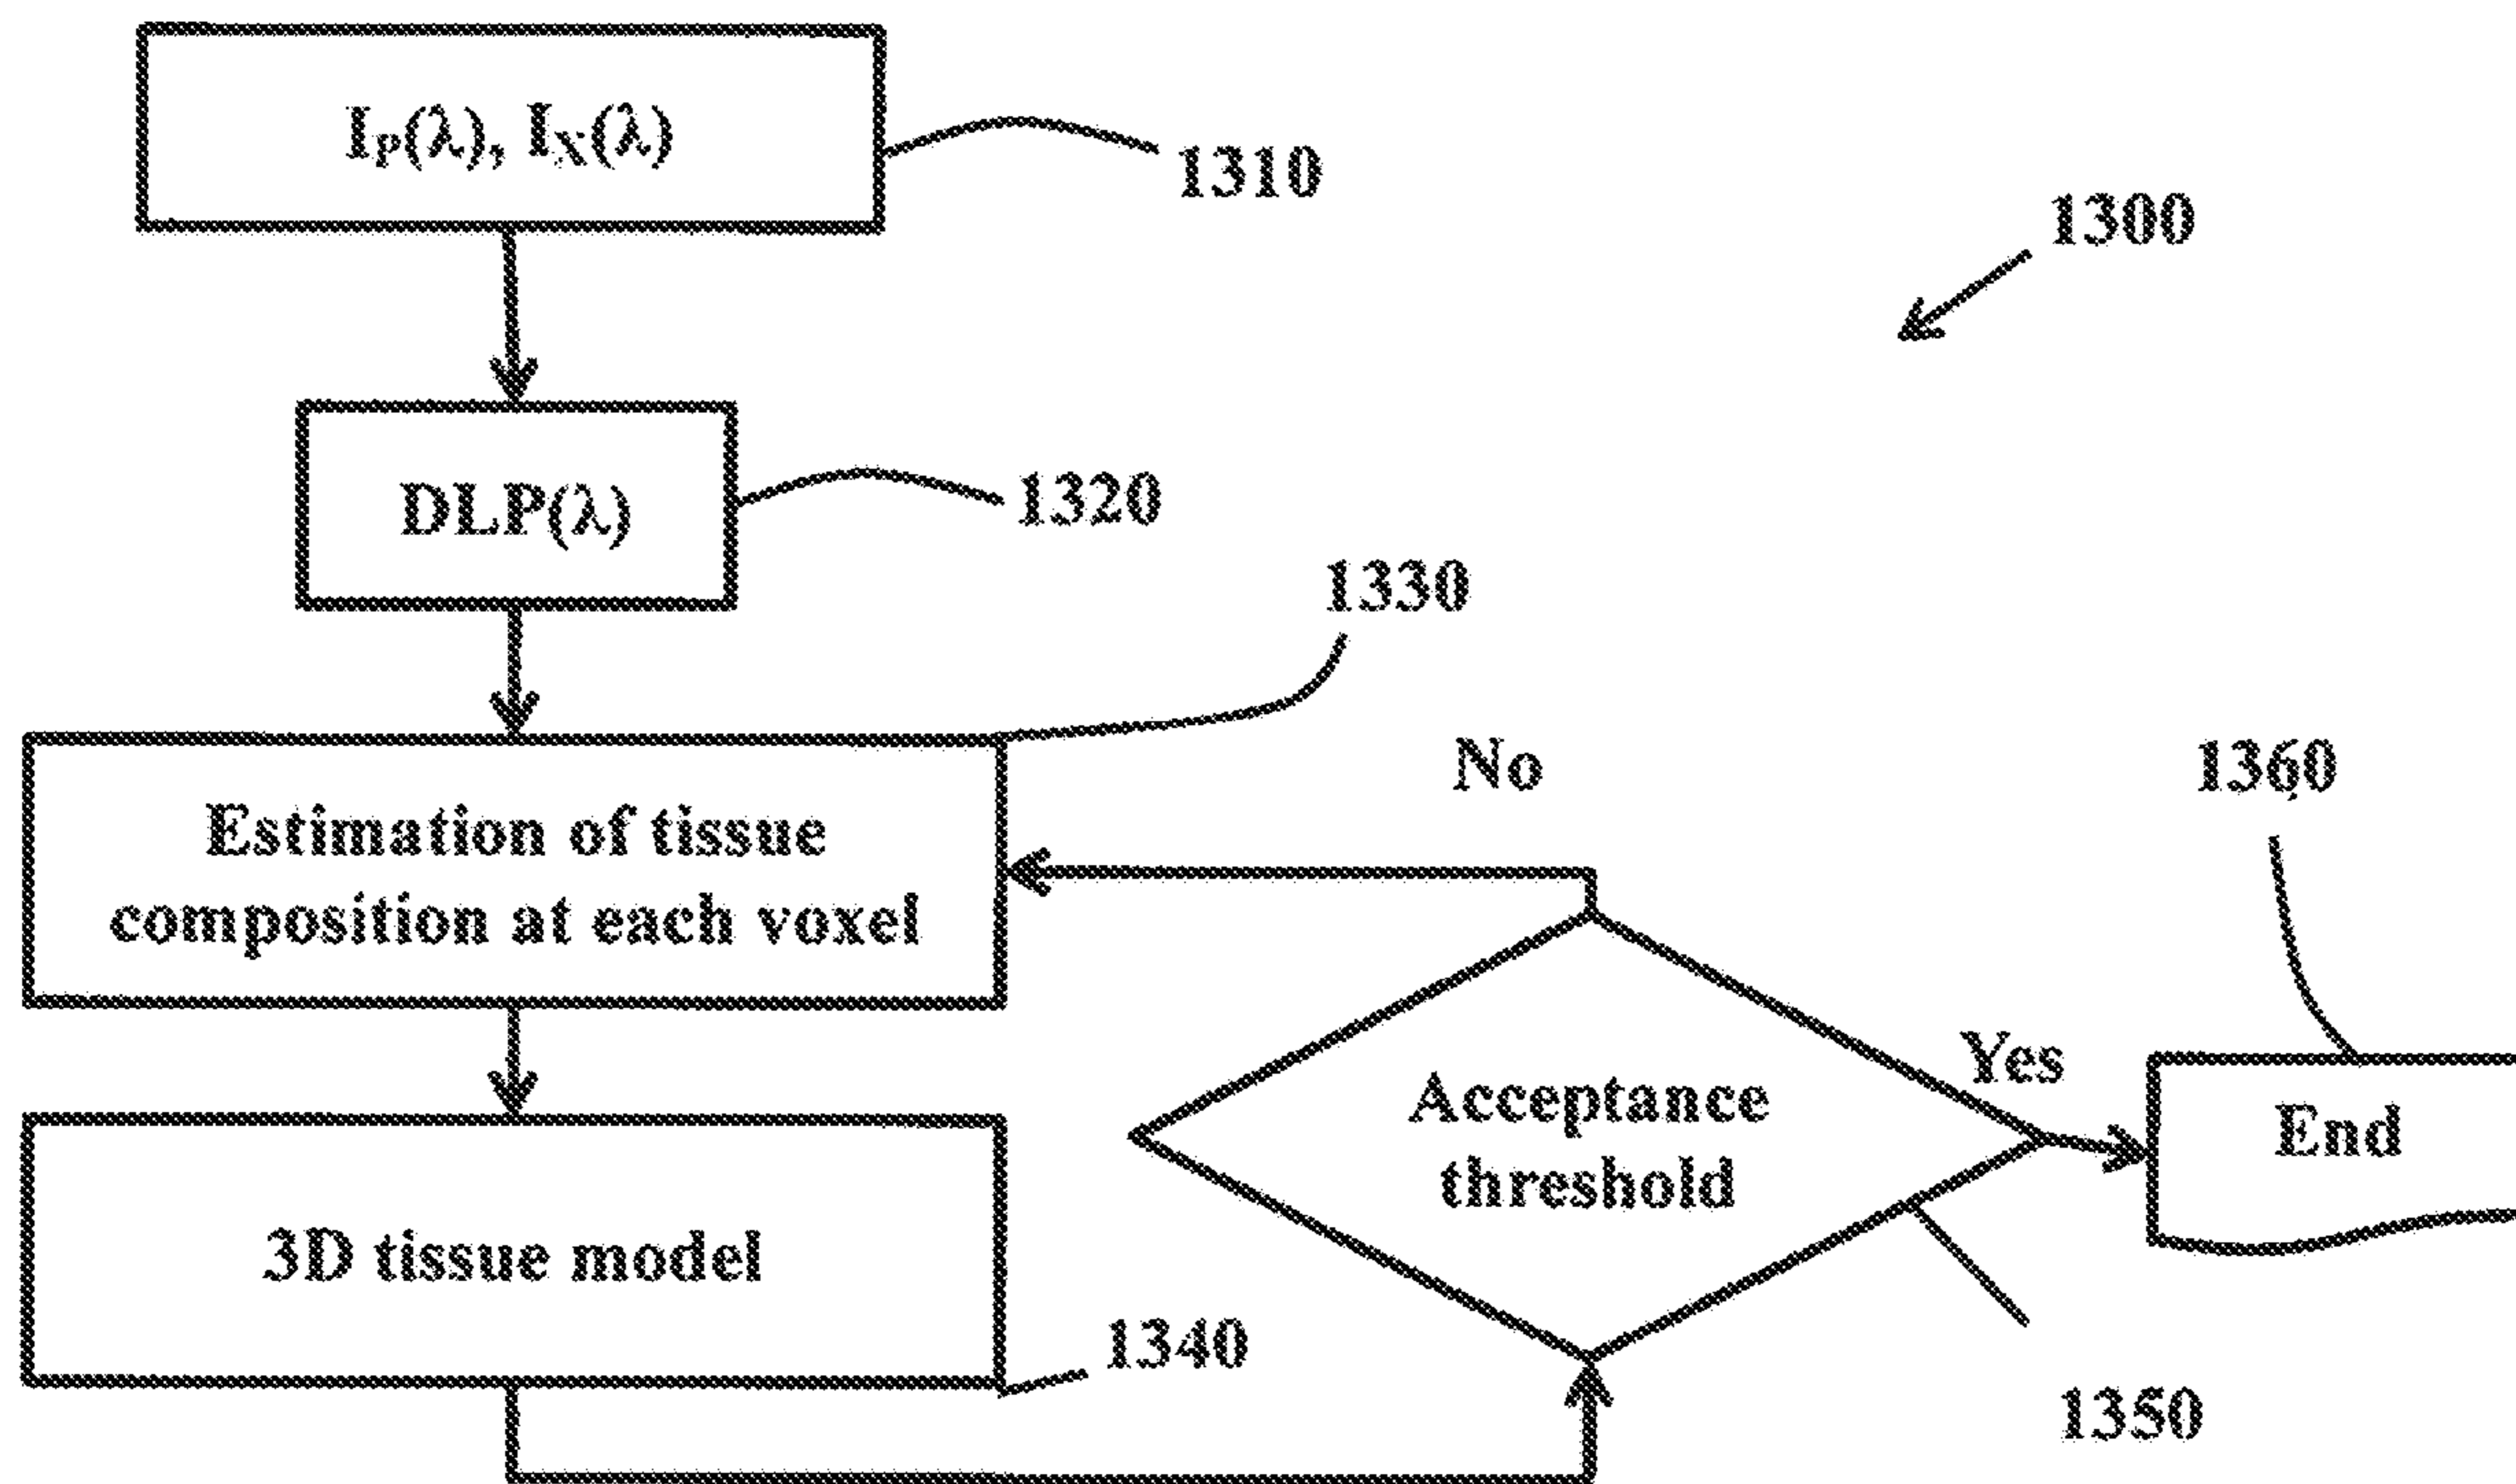 Iₚ(λ), Iₓ(λ)
1310
1300
DLP(λ)
1320
1330
No
1360
Estimation of tissue
composition at each voxel
Yes
Acceptance
threshold
End
3D tissue model
1340
1350